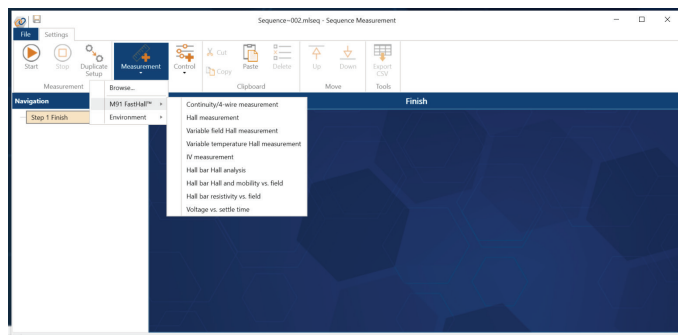 Sequence~002.mlseq - Sequence Measurement
File Settings
Start Stop Duplicate Setup Measurement Control Cut Copy Paste Delete Up Down Export CSV
Measurement Clipboard Move Tools
Browse...
M91 FastHall™
Environment
Continuity/4-wire measurement
Hall measurement
Variable field Hall measurement
Variable temperature Hall measurement
IV measurement
Hall bar Hall analysis
Hall bar Hall and mobility vs. field
Hall bar resistivity vs. field
Voltage vs. settle time
Navigation
Step 1 Finish
Finish